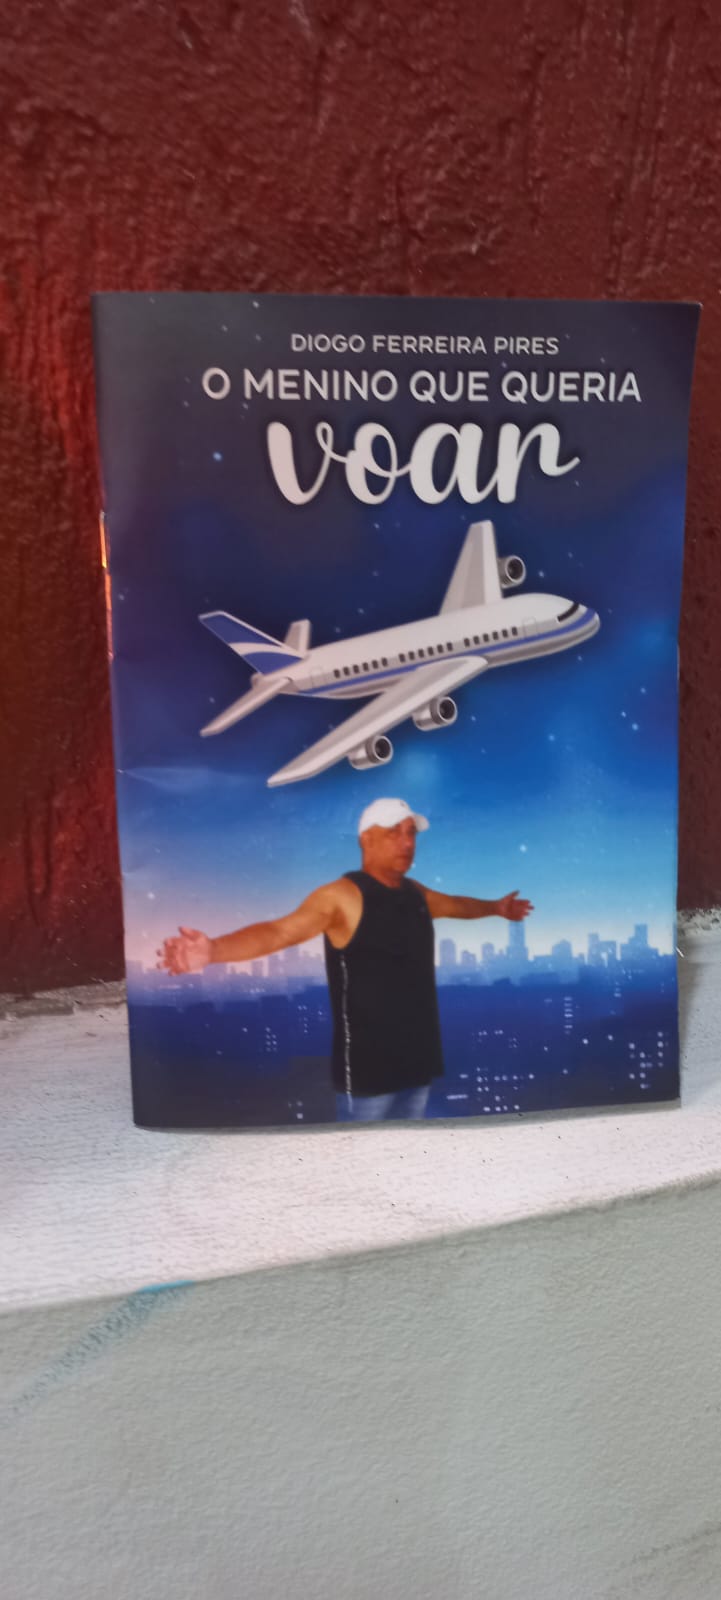 DIOGO FERREIRA PIRES
O MENINO QUE QUERIA
voar